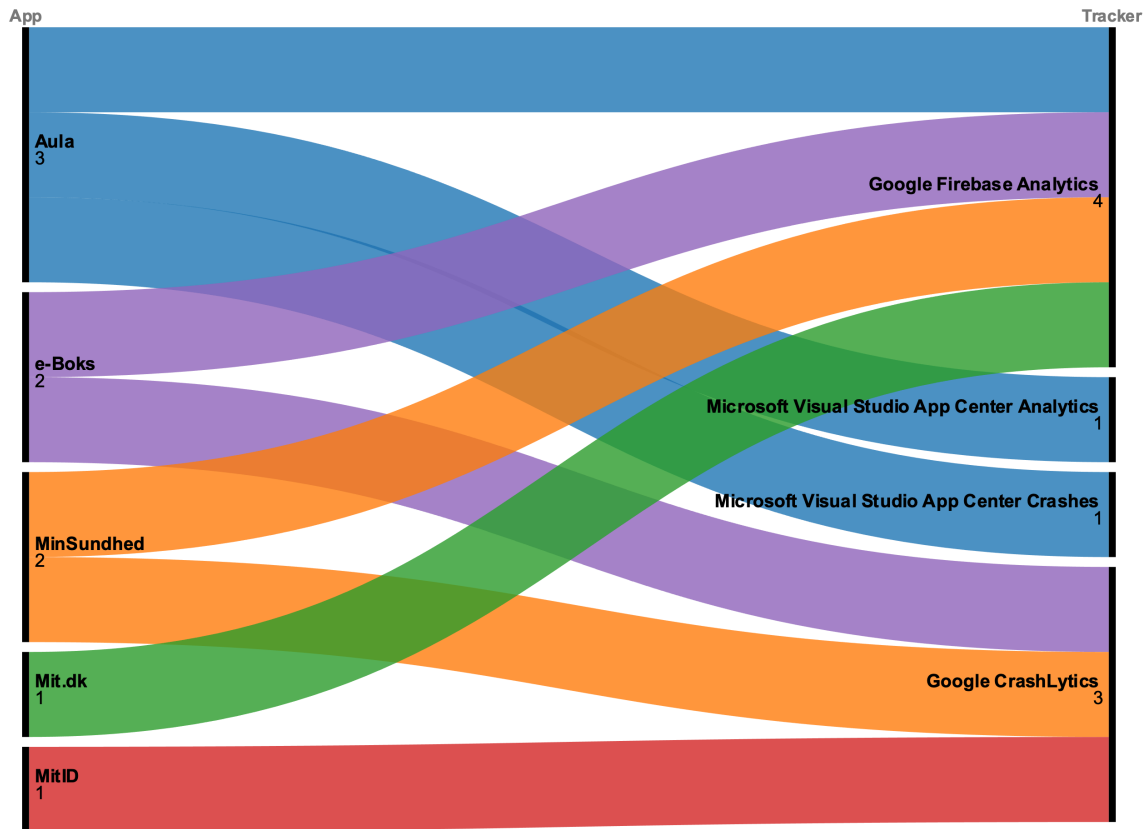 App
Tracker
Aula
3
Google Firebase Analytics
4
e-Boks
2
Microsoft Visual Studio App Center Analytics
1
Microsoft Visual Studio App Center Crashes
1
MinSundhed
2
Mit.dk
1
Google CrashLytics
3
MitID
1